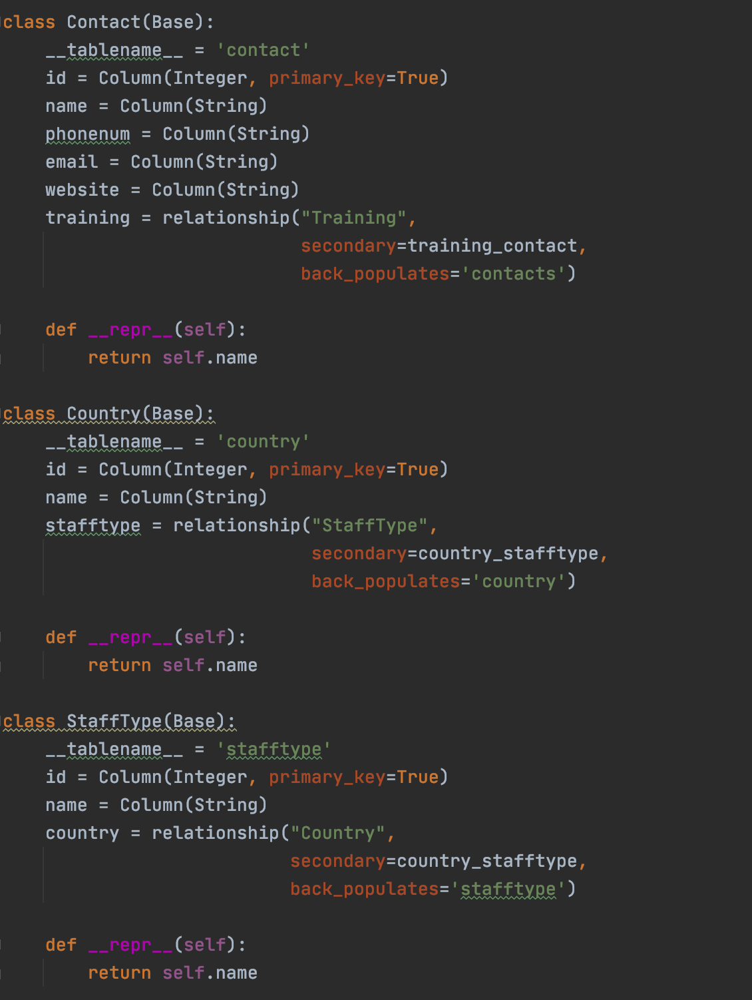 class Contact(Base):
    __tablename__ = 'contact'
    id = Column(Integer, primary_key=True)
    name = Column(String)
    phonenum = Column(String)
    email = Column(String)
    website = Column(String)
    training = relationship("Training",
                            secondary=training_contact,
                            back_populates='contacts')

    def __repr__(self):
        return self.name

class Country(Base):
    __tablename__ = 'country'
    id = Column(Integer, primary_key=True)
    name = Column(String)
    stafftype = relationship("StaffType",
                             secondary=country_stafftype,
                             back_populates='country')

    def __repr__(self):
        return self.name

class StaffType(Base):
    __tablename__ = 'stafftype'
    id = Column(Integer, primary_key=True)
    name = Column(String)
    country = relationship("Country",
                           secondary=country_stafftype,
                           back_populates='stafftype')

    def __repr__(self):
        return self.name